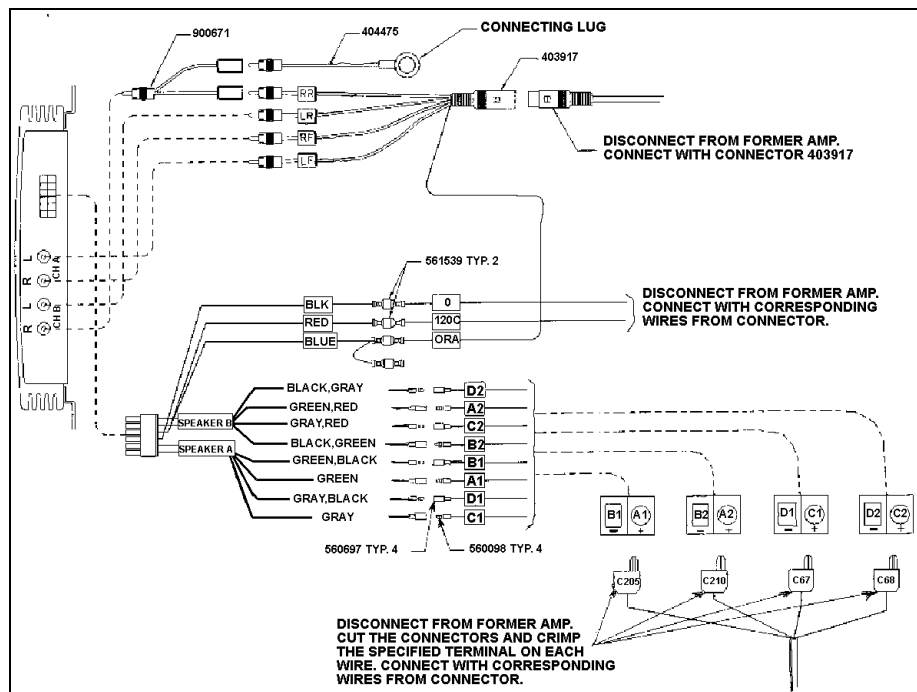 900671
404475
CONNECTING LUG
403917
RR
LR
RF
LF
DISCONNECT FROM FORMER AMP.
CONNECT WITH CONNECTOR 403917
L
R
CH A
L
R
CH B
561539 TYP. 2
BLK
0
RED
120C
BLUE
ORA
DISCONNECT FROM FORMER AMP.
CONNECT WITH CORRESPONDING
WIRES FROM CONNECTOR.
BLACK,GRAY
D2
GREEN,RED
A2
SPEAKER B
GRAY,RED
C2
BLACK,GREEN
B2
SPEAKER A
GREEN,BLACK
B1
GREEN
A1
GRAY,BLACK
D1
GRAY
C1
560697 TYP. 4
560098 TYP. 4
B1 A1
- +
B2 A2
- +
D1 C1
- +
D2 C2
- +
C205
C210
C67
C68
DISCONNECT FROM FORMER AMP.
CUT THE CONNECTORS AND CRIMP
THE SPECIFIED TERMINAL ON EACH
WIRE. CONNECT WITH CORRESPONDING
WIRES FROM CONNECTOR.